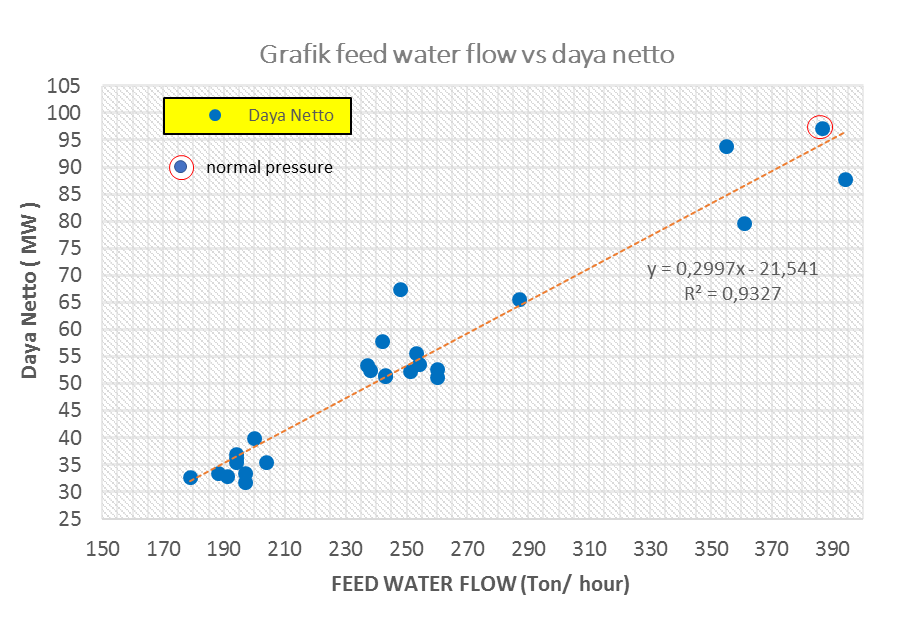 Grafik feed water flow vs daya netto
Daya Netto ( MW )
105
100
95
90
85
80
75
70
65
60
55
50
45
40
35
30
25
Daya Netto
normal pressure
y = 0,2997x - 21,541
R² = 0,9327
150 170 190 210 230 250 270 290 310 330 350 370 390
FEED WATER FLOW (Ton/ hour)